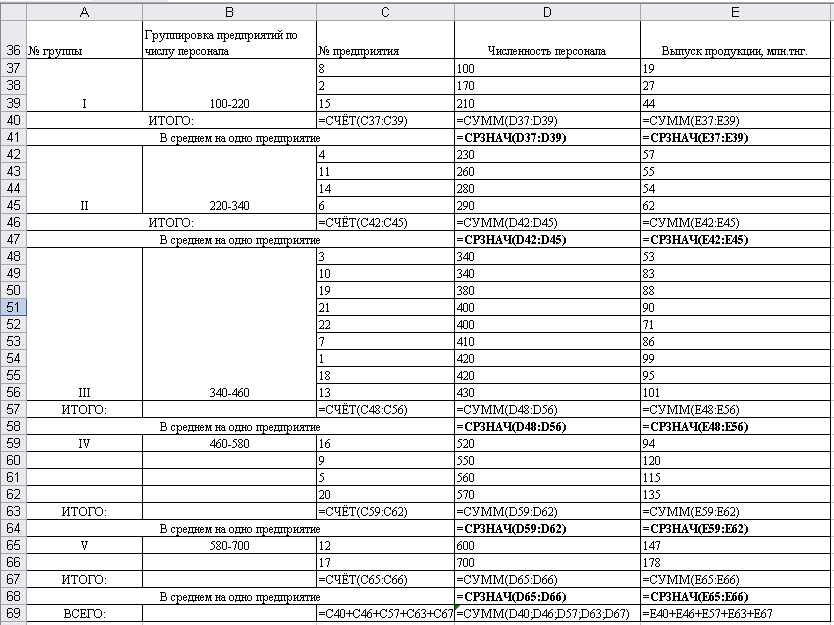 A B C D E
Группировка предприятий по
36 № группы числу персонала № предприятия Численность персонала Выпуск продукции, млн.тнг.
37 8 100 19
38 2 170 27
39 I 100-220 15 210 44
40 ИТОГО: =СЧЁТ(C37:C39) =СУММ(D37:D39) =СУММ(E37:E39)
41 В среднем на одно предприятие =СРЗНАЧ(D37:D39) =СРЗНАЧ(E37:E39)
42 4 230 57
43 11 260 55
44 14 280 54
45 II 220-340 6 290 62
46 ИТОГО: =СЧЁТ(C42:C45) =СУММ(D42:D45) =СУММ(E42:E45)
47 В среднем на одно предприятие =СРЗНАЧ(D42:D45) =СРЗНАЧ(E42:E45)
48 3 340 53
49 10 340 83
50 19 380 88
51 21 400 90
52 22 400 71
53 7 410 86
54 1 420 99
55 18 420 95
56 III 340-460 13 430 101
57 ИТОГО: =СЧЁТ(C48:C56) =СУММ(D48:D56) =СУММ(E48:E56)
58 В среднем на одно предприятие =СРЗНАЧ(D48:D56) =СРЗНАЧ(E48:E56)
59 IV 460-580 16 520 94
60 9 550 120
61 5 560 115
62 20 570 135
63 ИТОГО: =СЧЁТ(C59:C62) =СУММ(D59:D62) =СУММ(E59:E62)
64 В среднем на одно предприятие =СРЗНАЧ(D59:D62) =СРЗНАЧ(E59:E62)
65 V 580-700 12 600 147
66 17 700 178
67 ИТОГО: =СЧЁТ(C65:C66) =СУММ(D65:D66) =СУММ(E65:E66)
68 В среднем на одно предприятие =СРЗНАЧ(D65:D66) =СРЗНАЧ(E65:E66)
69 ВСЕГО: =C40+C46+C57+C63+C67 =СУММ(D40;D46;D57;D63;D67) =E40+E46+E57+E63+E67